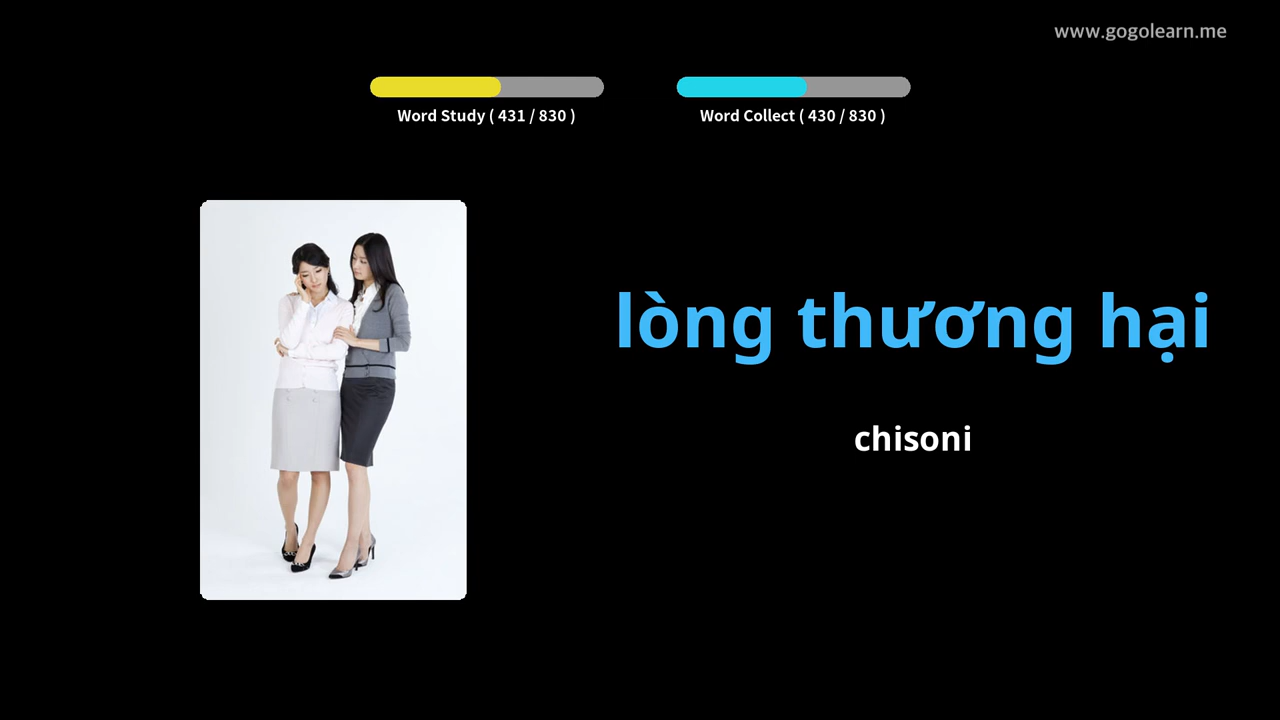 www.gogolearn.me
Word Study ( 431 / 830 )
Word Collect ( 430 / 830 )
lòng thương hại
chisoni